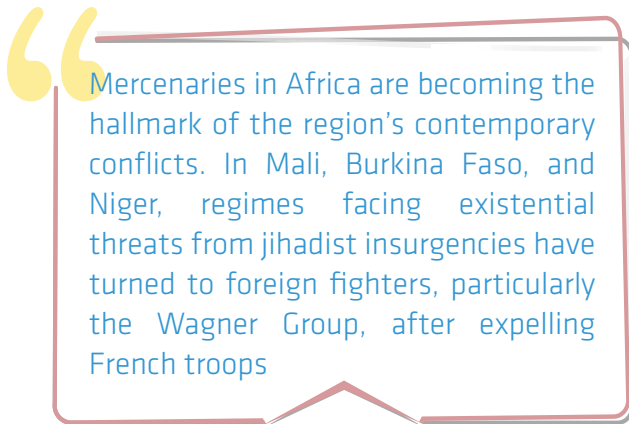 Mercenaries in Africa are becoming the
hallmark of the region's contemporary
conflicts. In Mali, Burkina Faso, and
Niger, regimes facing existential
threats from jihadist insurgencies have
turned to foreign fighters, particularly
the Wagner Group, after expelling
French troops